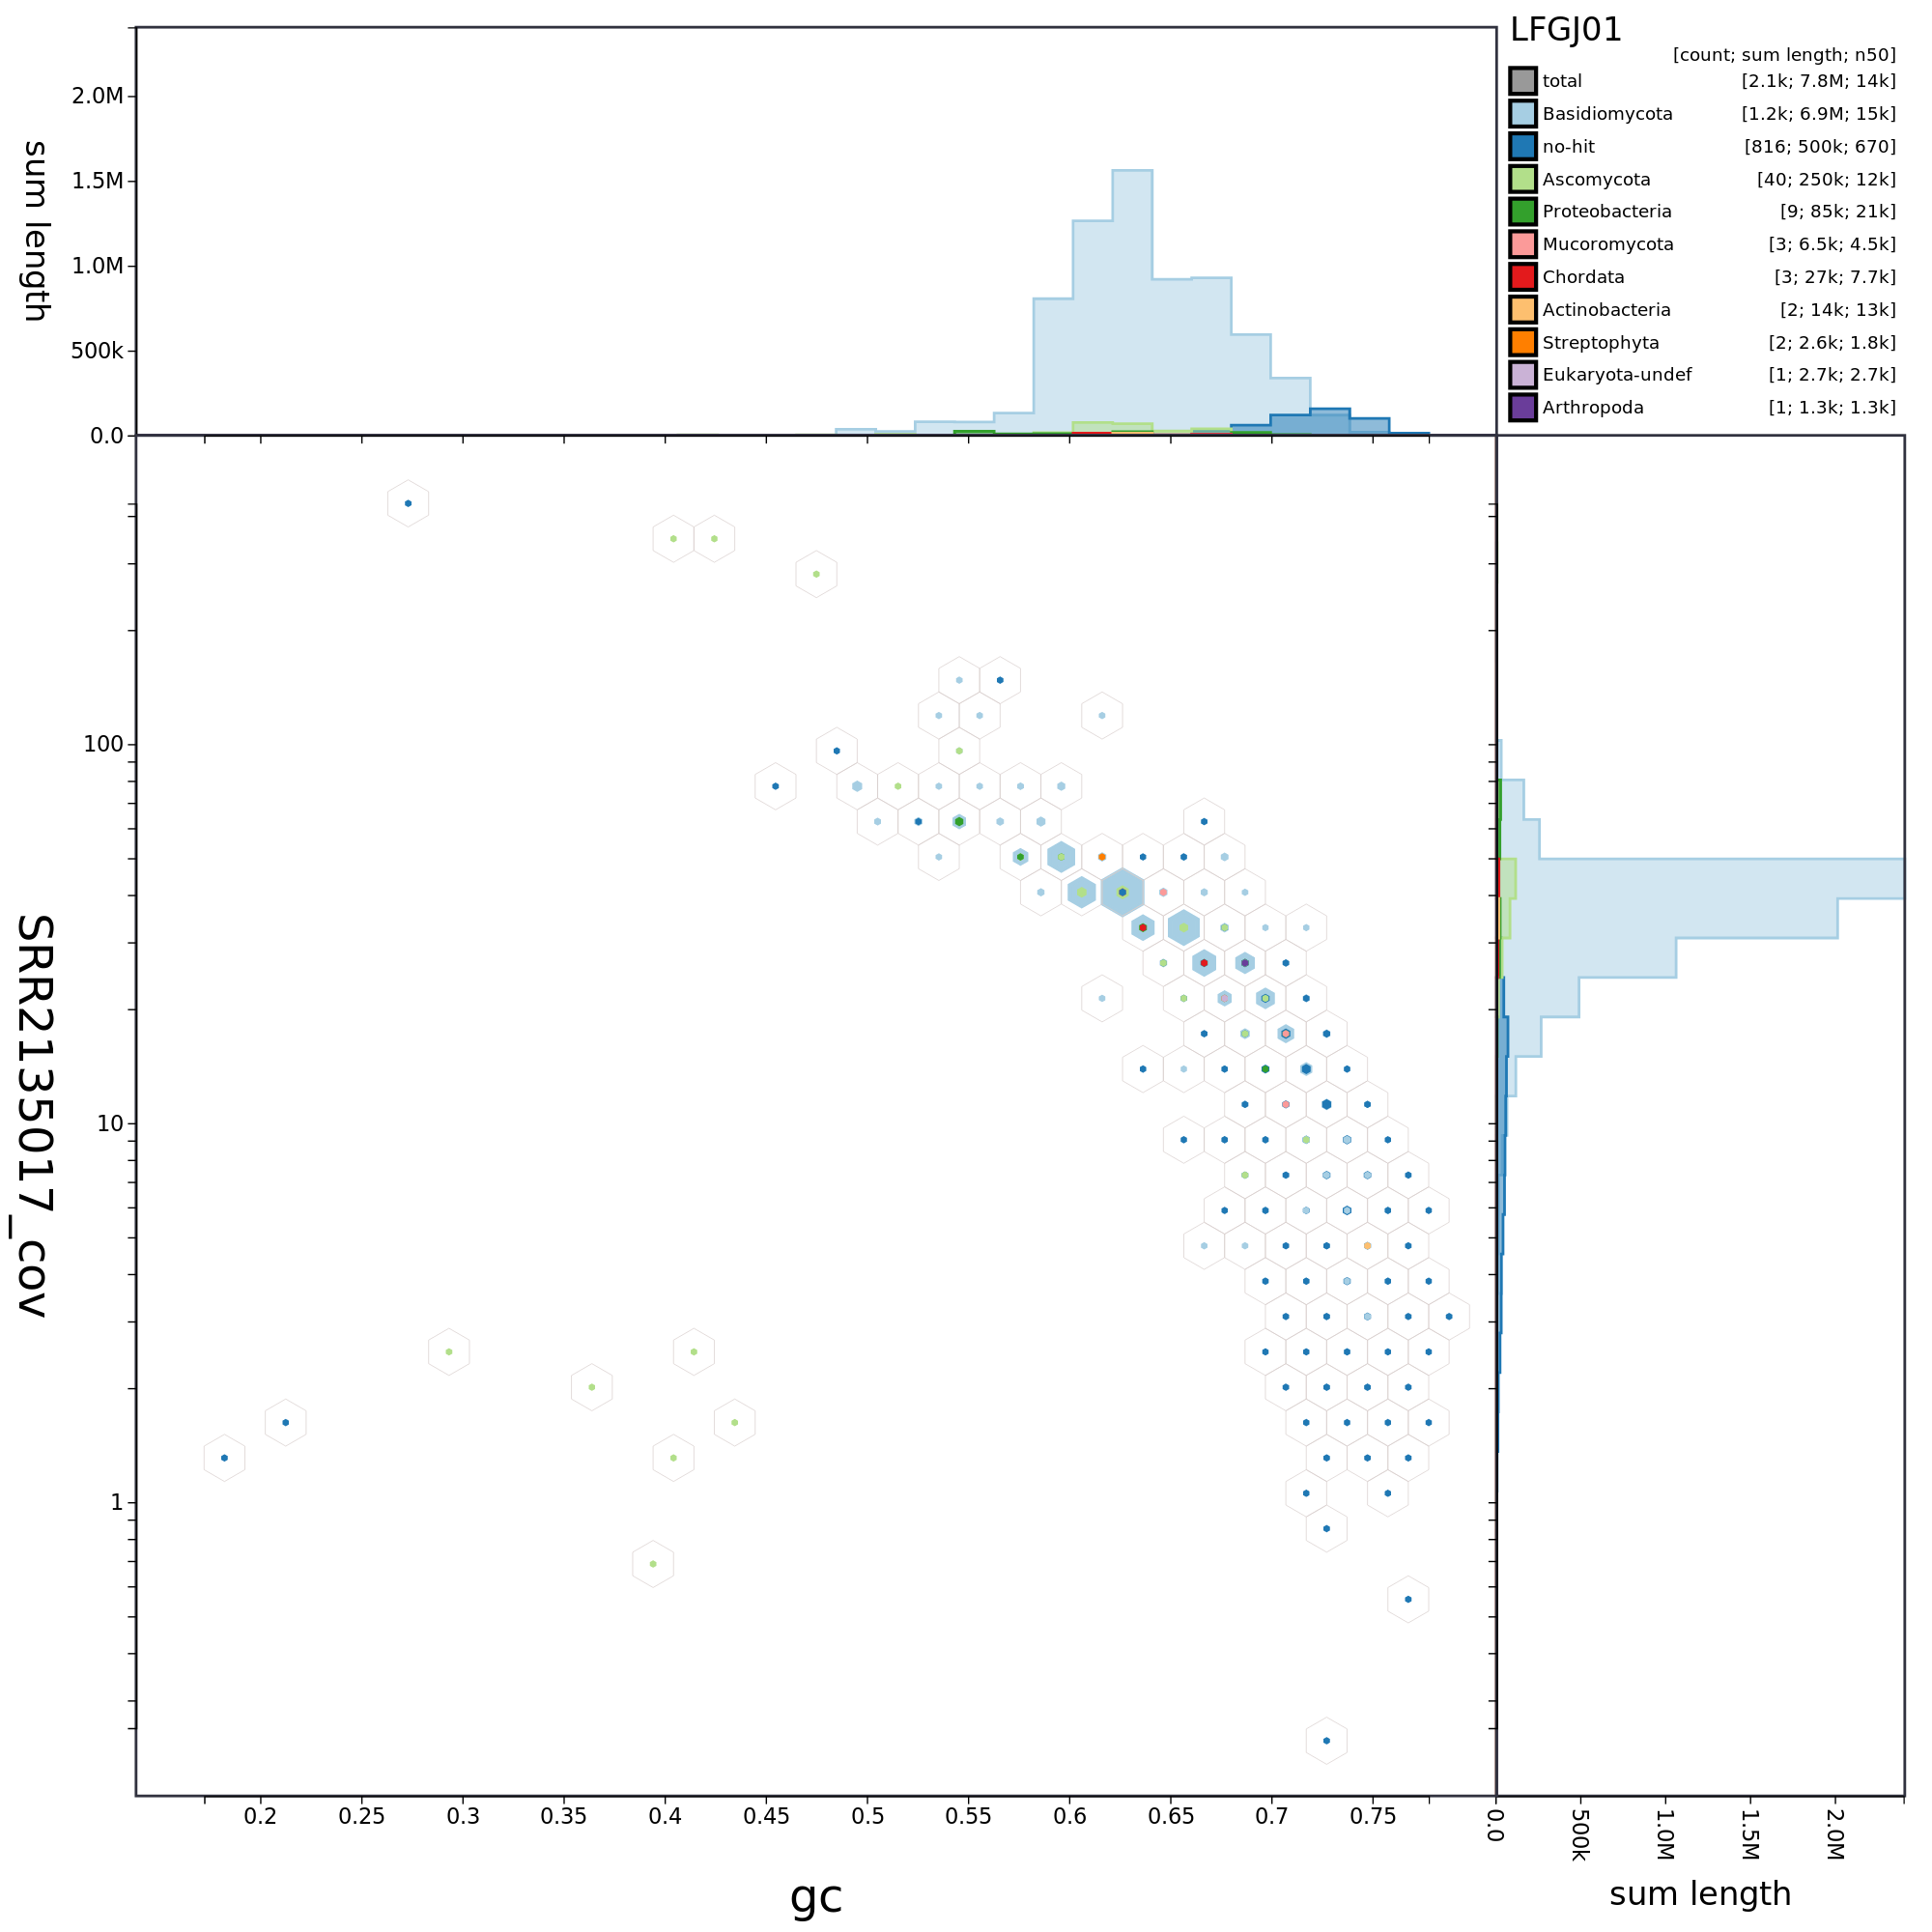 LFGJ01
[count; sum length; n50]
total [2.1k; 7.8M; 14k]
Basidiomycota [1.2k; 6.9M; 15k]
no-hit [816; 500k; 670]
Ascomycota [40; 250k; 12k]
Proteobacteria [9; 85k; 21k]
Mucoromycota [3; 6.5k; 4.5k]
Chordata [3; 27k; 7.7k]
Actinobacteria [2; 14k; 13k]
Streptophyta [2; 2.6k; 1.8k]
Eukaryota-undef [1; 2.7k; 2.7k]
Arthropoda [1; 1.3k; 1.3k]
sum length
2.0M
1.5M
1.0M
500k
0.0
SRR2135017_cov
100
10
1
0.2 0.25 0.3 0.35 0.4 0.45 0.5 0.55 0.6 0.65 0.7 0.75
gc
0.0 500k 1.0M 1.5M 2.0M
sum length